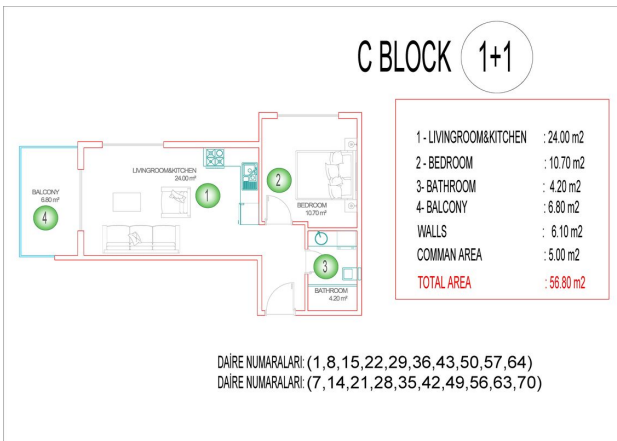 C BLOCK 1+1
1 - LIVINGROOM&KITCHEN : 24.00 m2
2 - BEDROOM : 10.70 m2
3- BATHROOM : 4.20 m2
4- BALCONY : 6.80 m2
WALLS : 6.10 m2
COMMAN AREA : 5.00 m2
TOTAL AREA : 56.80 m2
LIVINGROOM&KITCHEN
24.00 m²
1
2
BEDROOM
10.70 m²
BALCONY
6.80 m²
4
3
BATHROOM
4.20 m²
DAİRE NUMARALARI: (1,8,15,22,29,36,43,50,57,64)
DAİRE NUMARALARI: (7,14,21,28,35,42,49,56,63,70)